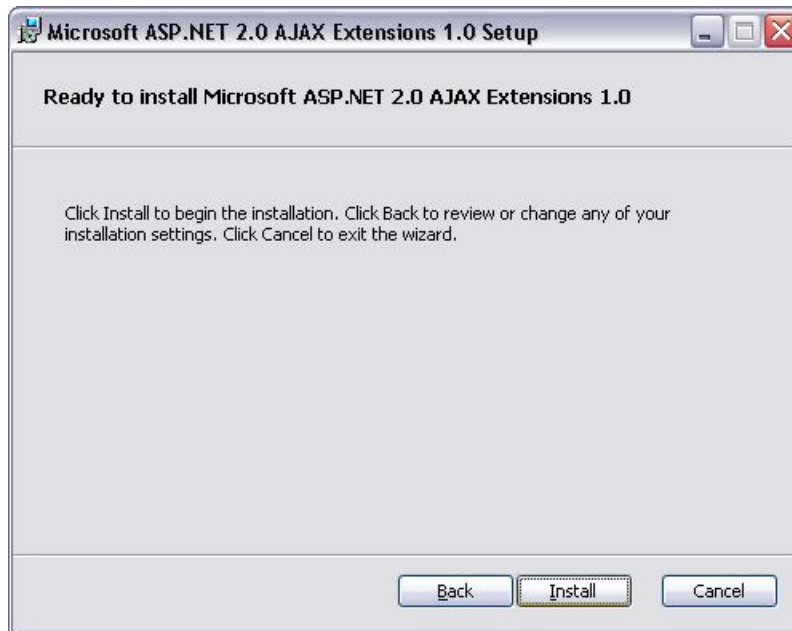 Microsoft ASP.NET 2.0 AJAX Extensions 1.0 Setup
Ready to install Microsoft ASP.NET 2.0 AJAX Extensions 1.0
Click Install to begin the installation. Click Back to review or change any of your
installation settings. Click Cancel to exit the wizard.
Back Install Cancel